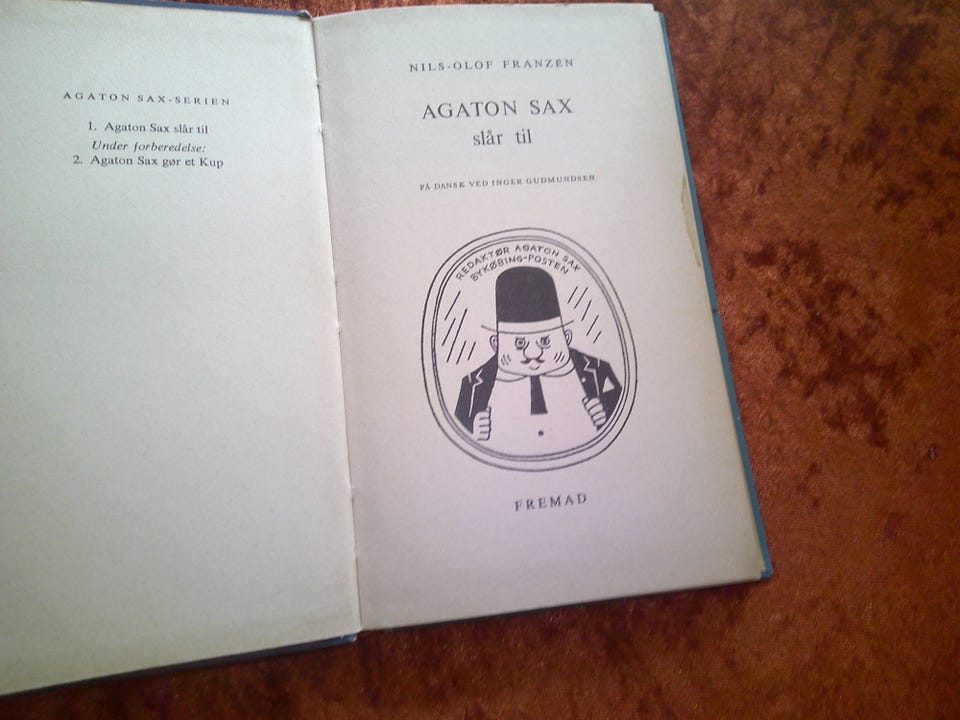 AGATON SAX-SERIEN
1. Agaton Sax slår til
Under forberedelse:
2. Agaton Sax gør et Kup
NILS-OLOF FRANZÉN
AGATON SAX
slår til
PÅ DANSK VED INGER GUDMUNDSEN
REDAKTØR AGATON SAX
BYKØBING-POSTEN
FREMAD